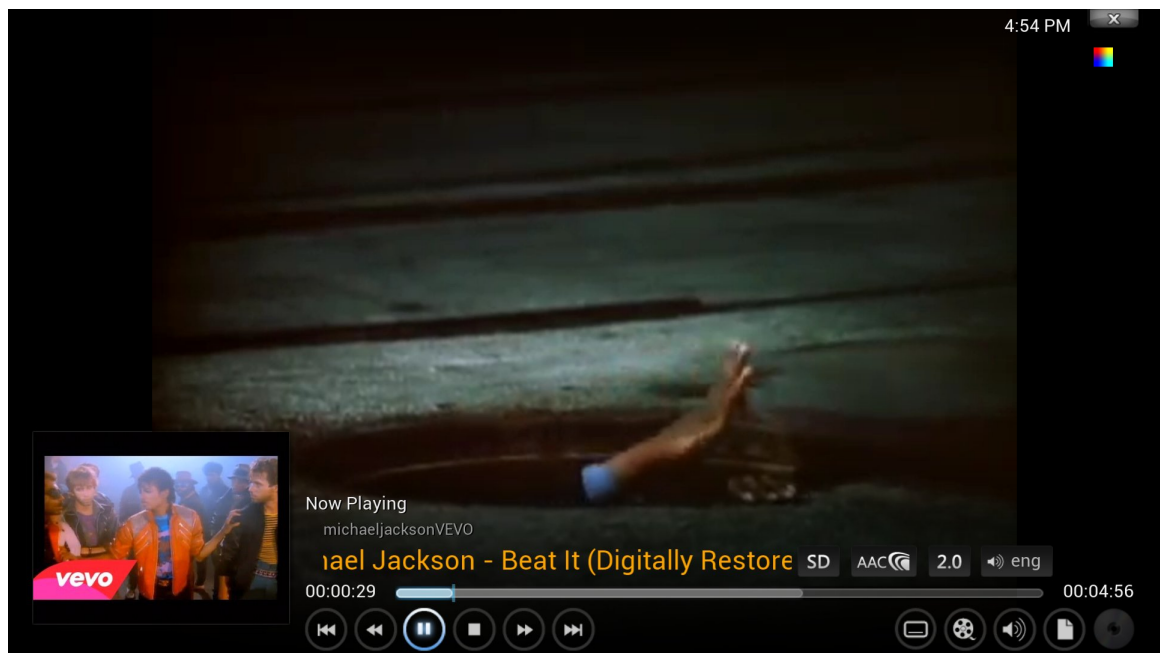 4:54 PM
Now Playing
michaeljacksonVEVO
ael Jackson - Beat It (Digitally Restore
SD AAC 2.0 eng
00:00:29 00:04:56
vevo